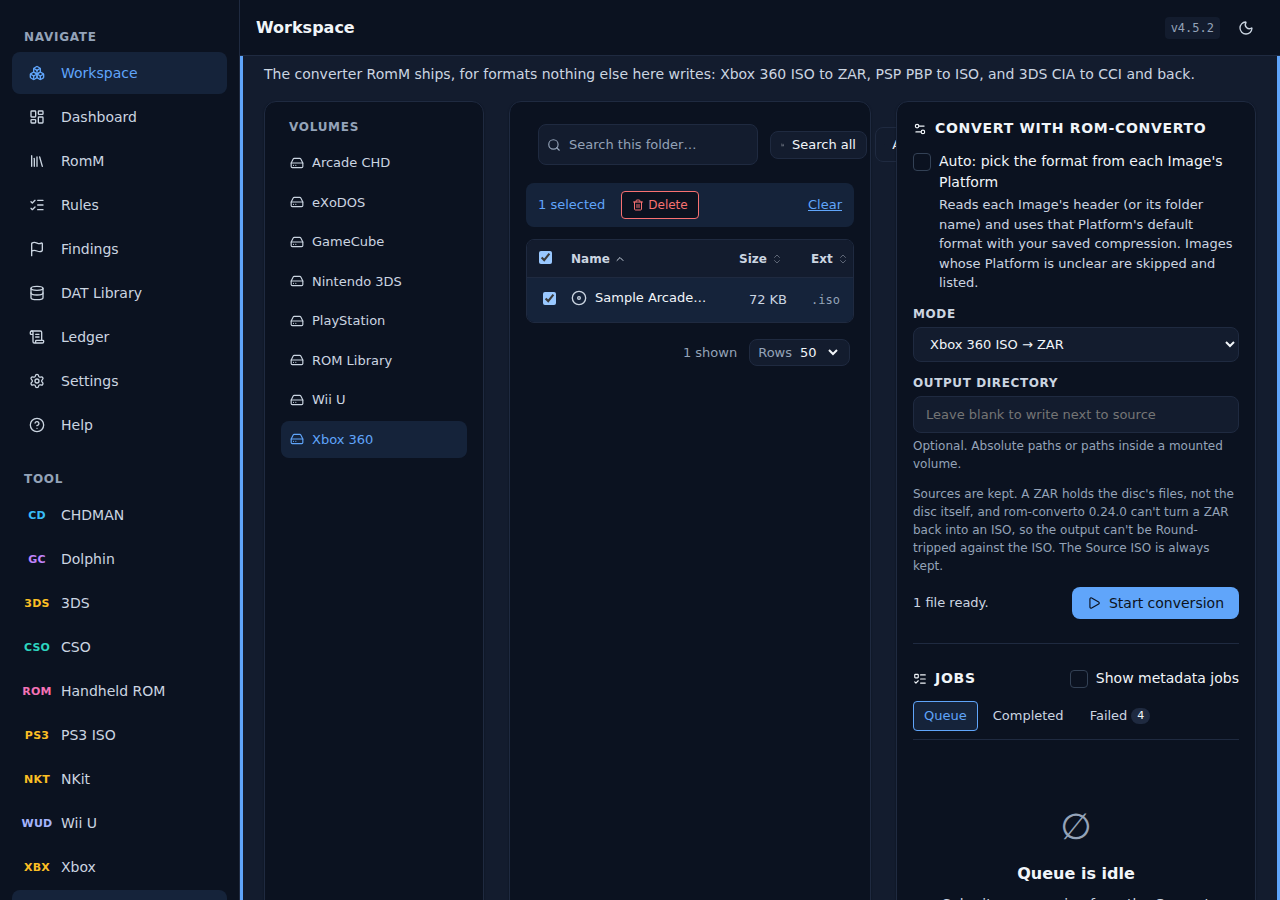 NAVIGATE
Workspace
Dashboard
RomM
Rules
Findings
DAT Library
Ledger
Settings
Help
TOOL
CD CHDMAN
GC Dolphin
3DS 3DS
CSO CSO
ROM Handheld ROM
PS3 PS3 ISO
NKT NKit
WUD Wii U
XBX Xbox
Workspace
v4.5.2
The converter RomM ships, for formats nothing else here writes: Xbox 360 ISO to ZAR, PSP PBP to ISO, and 3DS CIA to CCI and back.
VOLUMES
Arcade CHD
eXoDOS
GameCube
Nintendo 3DS
PlayStation
ROM Library
Wii U
Xbox 360
Search this folder…
Search all
1 selected
Delete
Clear
Name
Size
Ext
Sample Arcade…
72 KB
.iso
1 shown
Rows 50
CONVERT WITH ROM-CONVERTO
Auto: pick the format from each Image's
Platform
Reads each Image's header (or its folder
name) and uses that Platform's default
format with your saved compression. Images
whose Platform is unclear are skipped and
listed.
MODE
Xbox 360 ISO → ZAR
OUTPUT DIRECTORY
Leave blank to write next to source
Optional. Absolute paths or paths inside a mounted
volume.
Sources are kept. A ZAR holds the disc's files, not the
disc itself, and rom-converto 0.24.0 can't turn a ZAR
back into an ISO, so the output can't be Round-
tripped against the ISO. The Source ISO is always
kept.
1 file ready.
Start conversion
JOBS
Show metadata jobs
Queue
Completed
Failed 4
Queue is idle